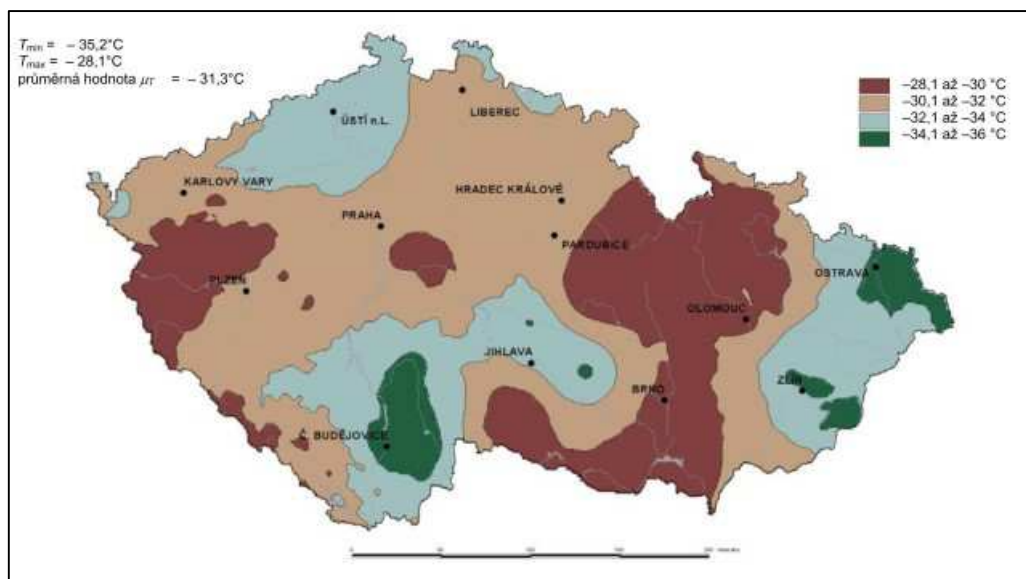 Tmin = – 35,2°C
Tmax = – 28,1°C
průměrná hodnota μT = – 31,3°C
–28,1 až –30 °C
–30,1 až –32 °C
–32,1 až –34 °C
–34,1 až –36 °C
ÚSTÍ n.L.
LIBEREC
KARLOVY VARY
HRADEC KRÁLOVÉ
PRAHA
PARDUBICE
PLZEŇ
OSTRAVA
OLOMOUC
JIHLAVA
ZLÍN
BRNO
Č. BUDĚJOVICE